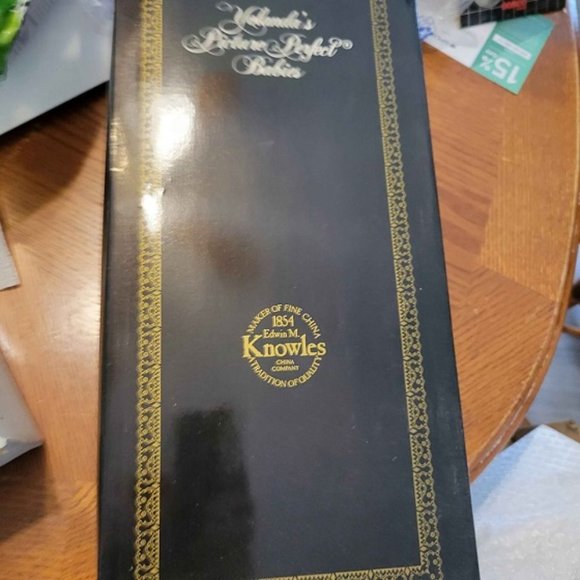 Yolanda's
Picture Perfect®
Babies
MAKER OF FINE CHINA
1854
Edwin M.
Knowles
CHINA
COMPANY
A TRADITION OF QUALITY
15%